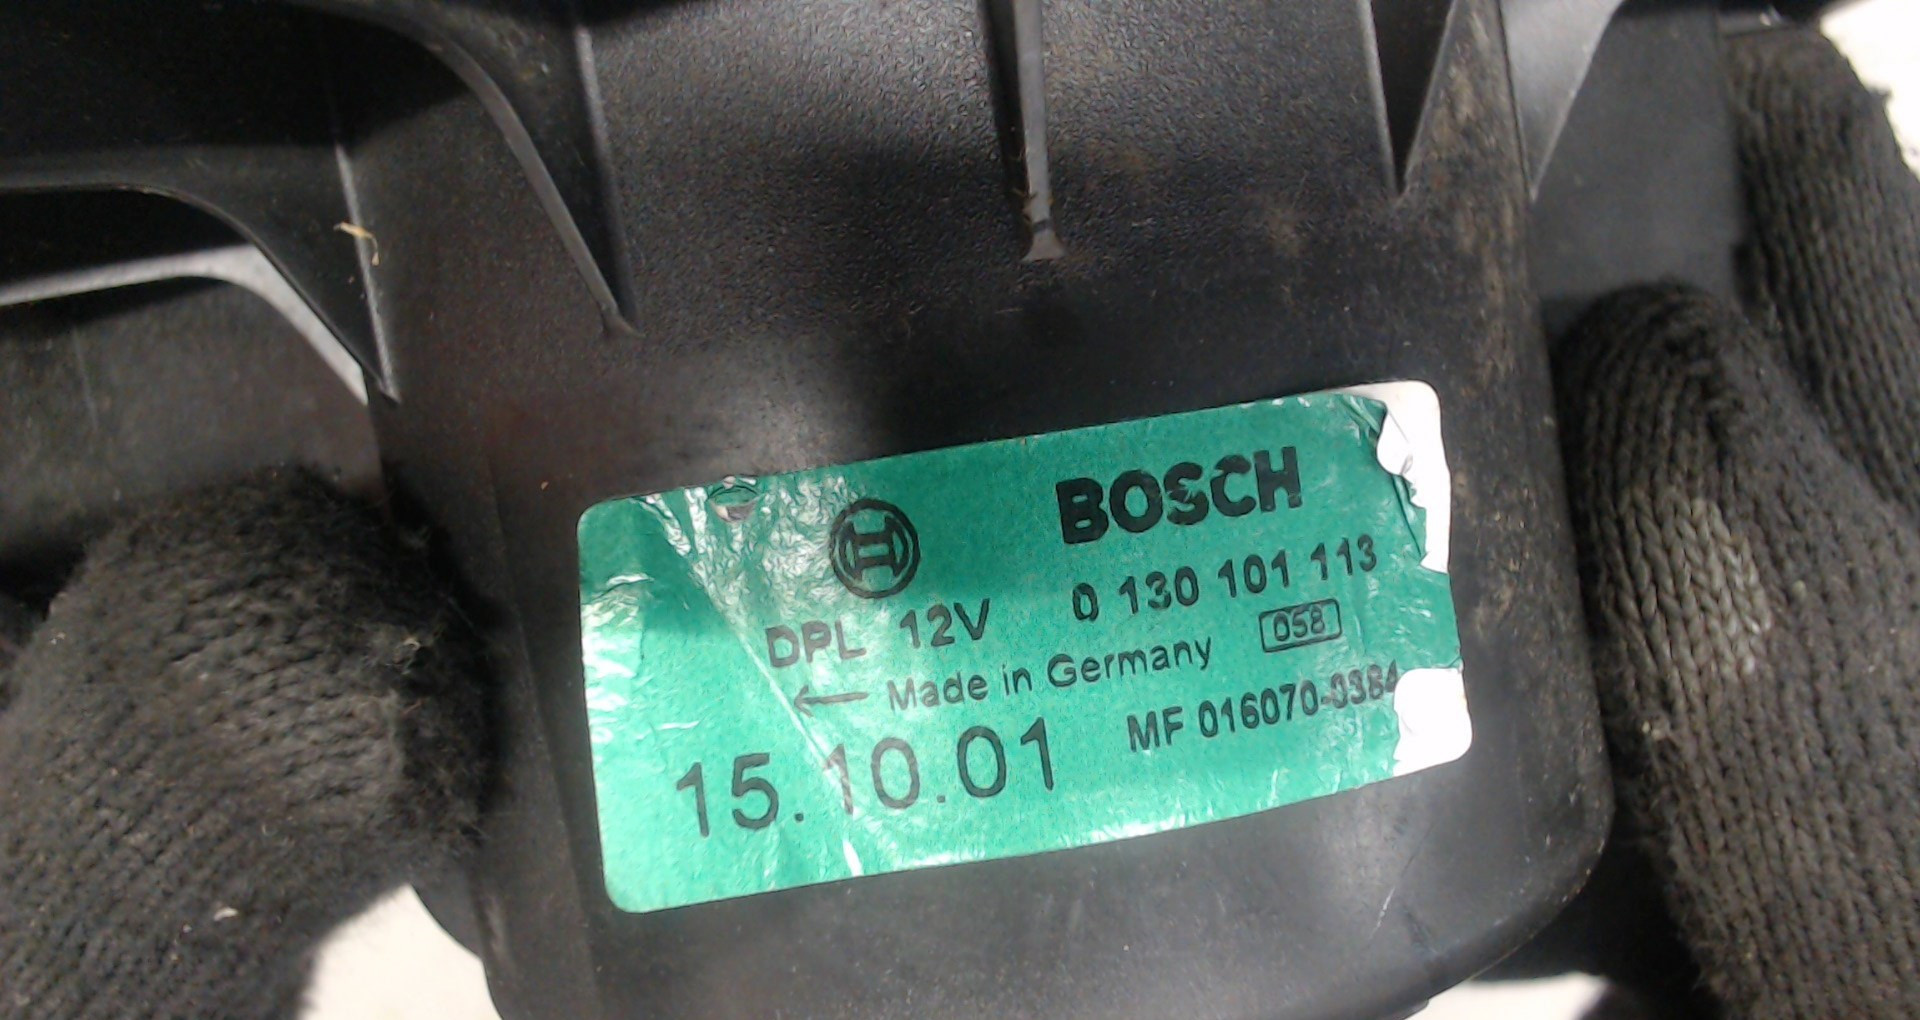 BOSCH
DPL 12V 0 130 101 113
← Made in Germany 058
15.10.01 MF 016070-0384